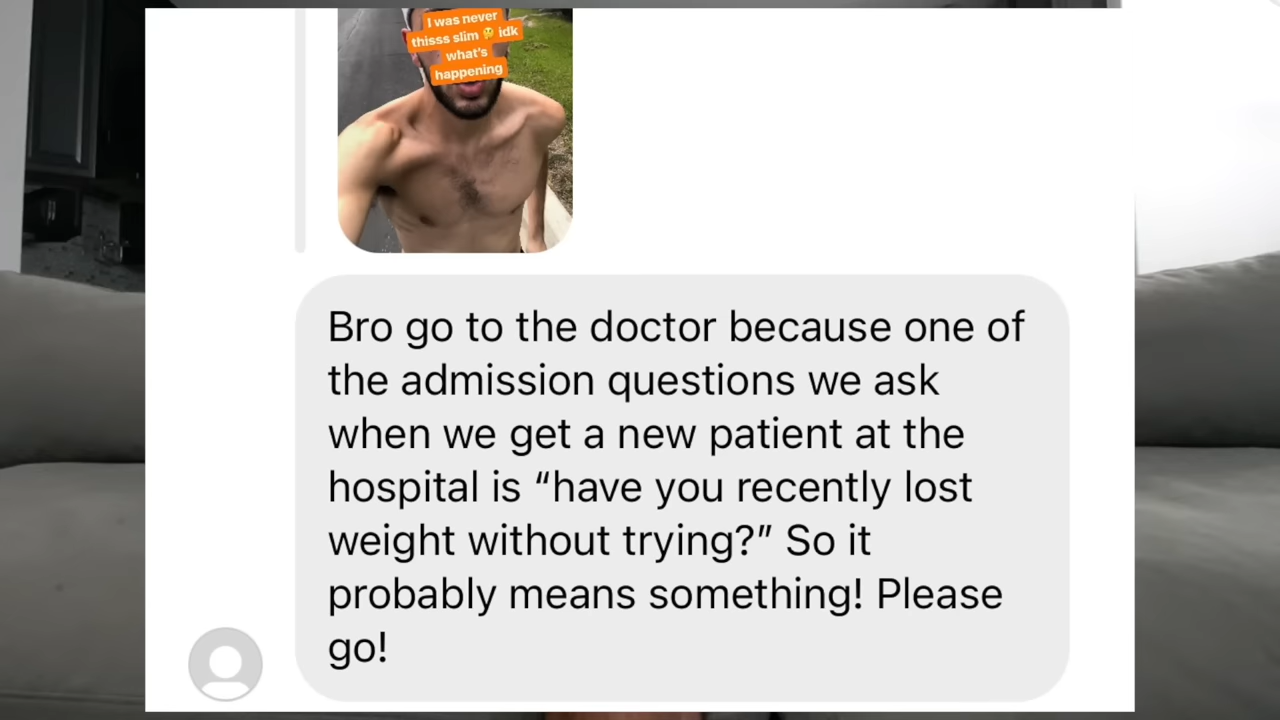 I was never
thisss slim 🤔 idk
what's
happening
Bro go to the doctor because one of
the admission questions we ask
when we get a new patient at the
hospital is “have you recently lost
weight without trying?” So it
probably means something! Please
go!